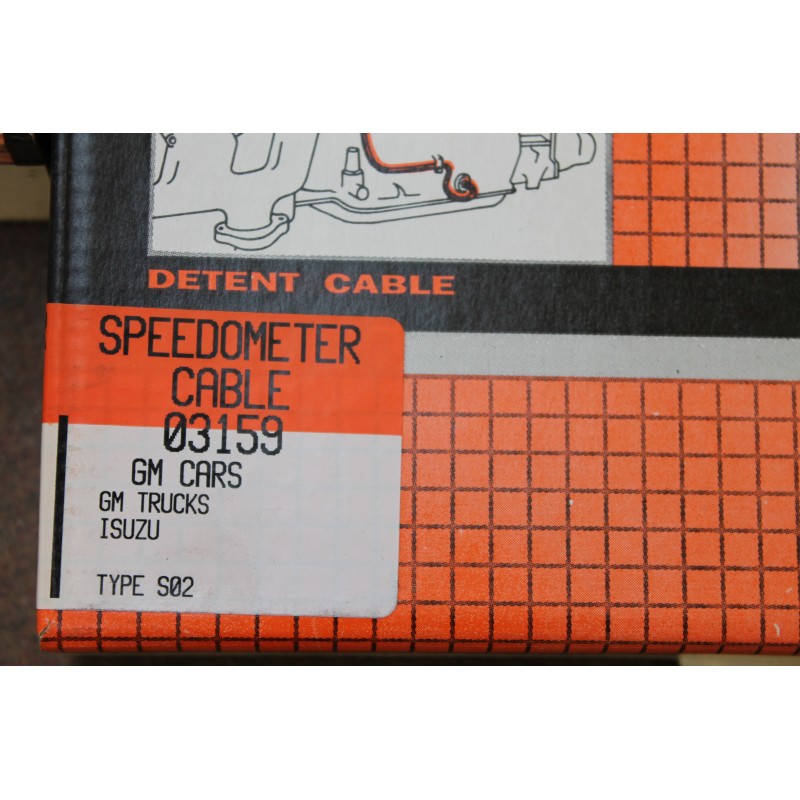 DETENT CABLE
SPEEDOMETER
CABLE
03159
GM CARS
GM TRUCKS
ISUZU
TYPE S02